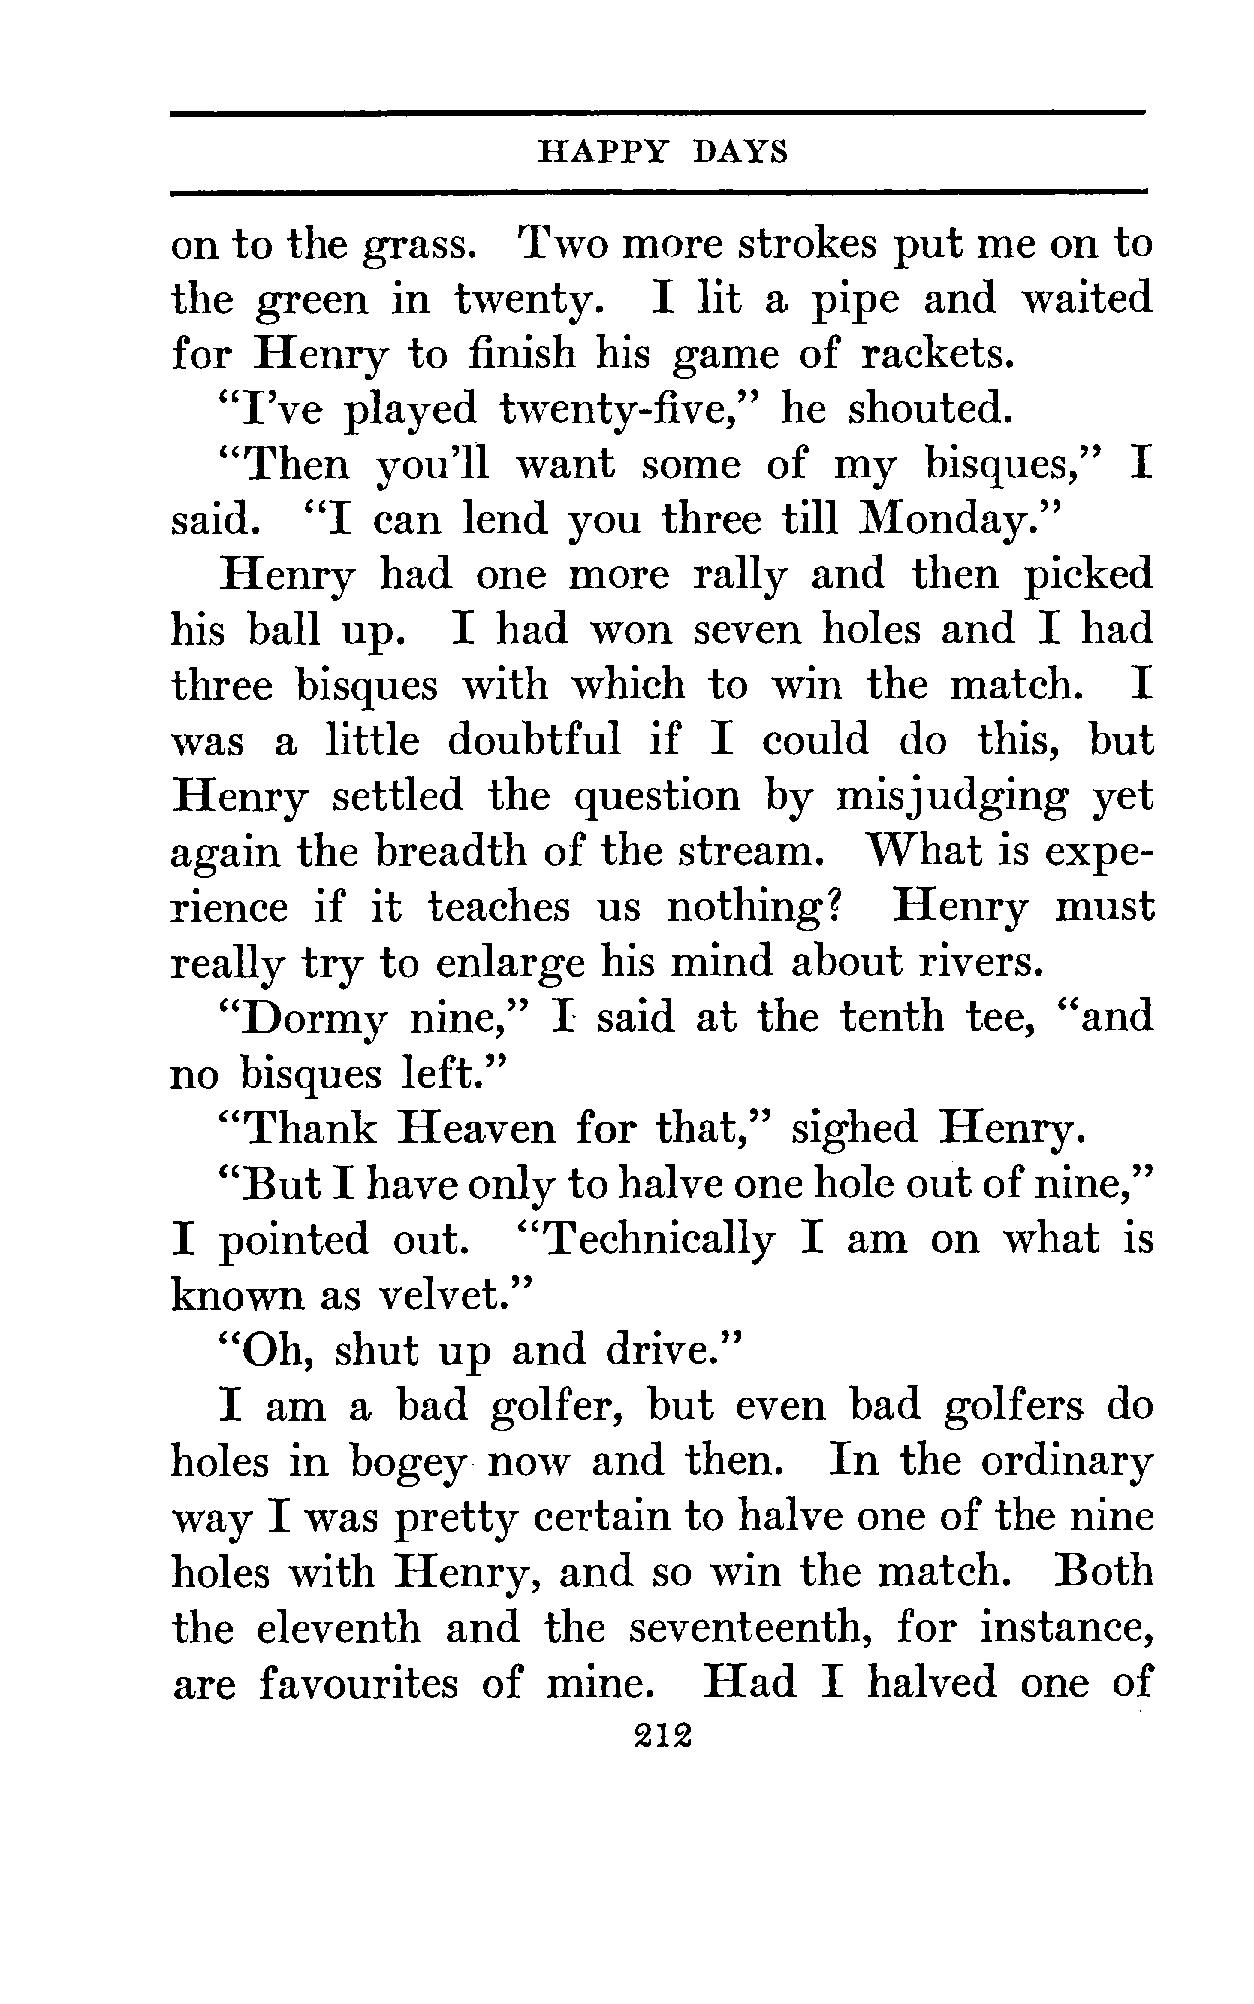 HAPPY DAYS
on to the grass. Two more strokes put me on to
the green in twenty. I lit a pipe and waited
for Henry to finish his game of rackets.
“I’ve played twenty-five,” he shouted.
“Then you’ll want some of my bisques,” I
said. “I can lend you three till Monday.”
Henry had one more rally and then picked
his ball up. I had won seven holes and I had
three bisques with which to win the match. I
was a little doubtful if I could do this, but
Henry settled the question by misjudging yet
again the breadth of the stream. What is expe-
rience if it teaches us nothing? Henry must
really try to enlarge his mind about rivers.
“Dormy nine,” I said at the tenth tee, “and
no bisques left.”
“Thank Heaven for that,” sighed Henry.
“But I have only to halve one hole out of nine,”
I pointed out. “Technically I am on what is
known as velvet.”
“Oh, shut up and drive.”
I am a bad golfer, but even bad golfers do
holes in bogey now and then. In the ordinary
way I was pretty certain to halve one of the nine
holes with Henry, and so win the match. Both
the eleventh and the seventeenth, for instance,
are favourites of mine. Had I halved one of
212